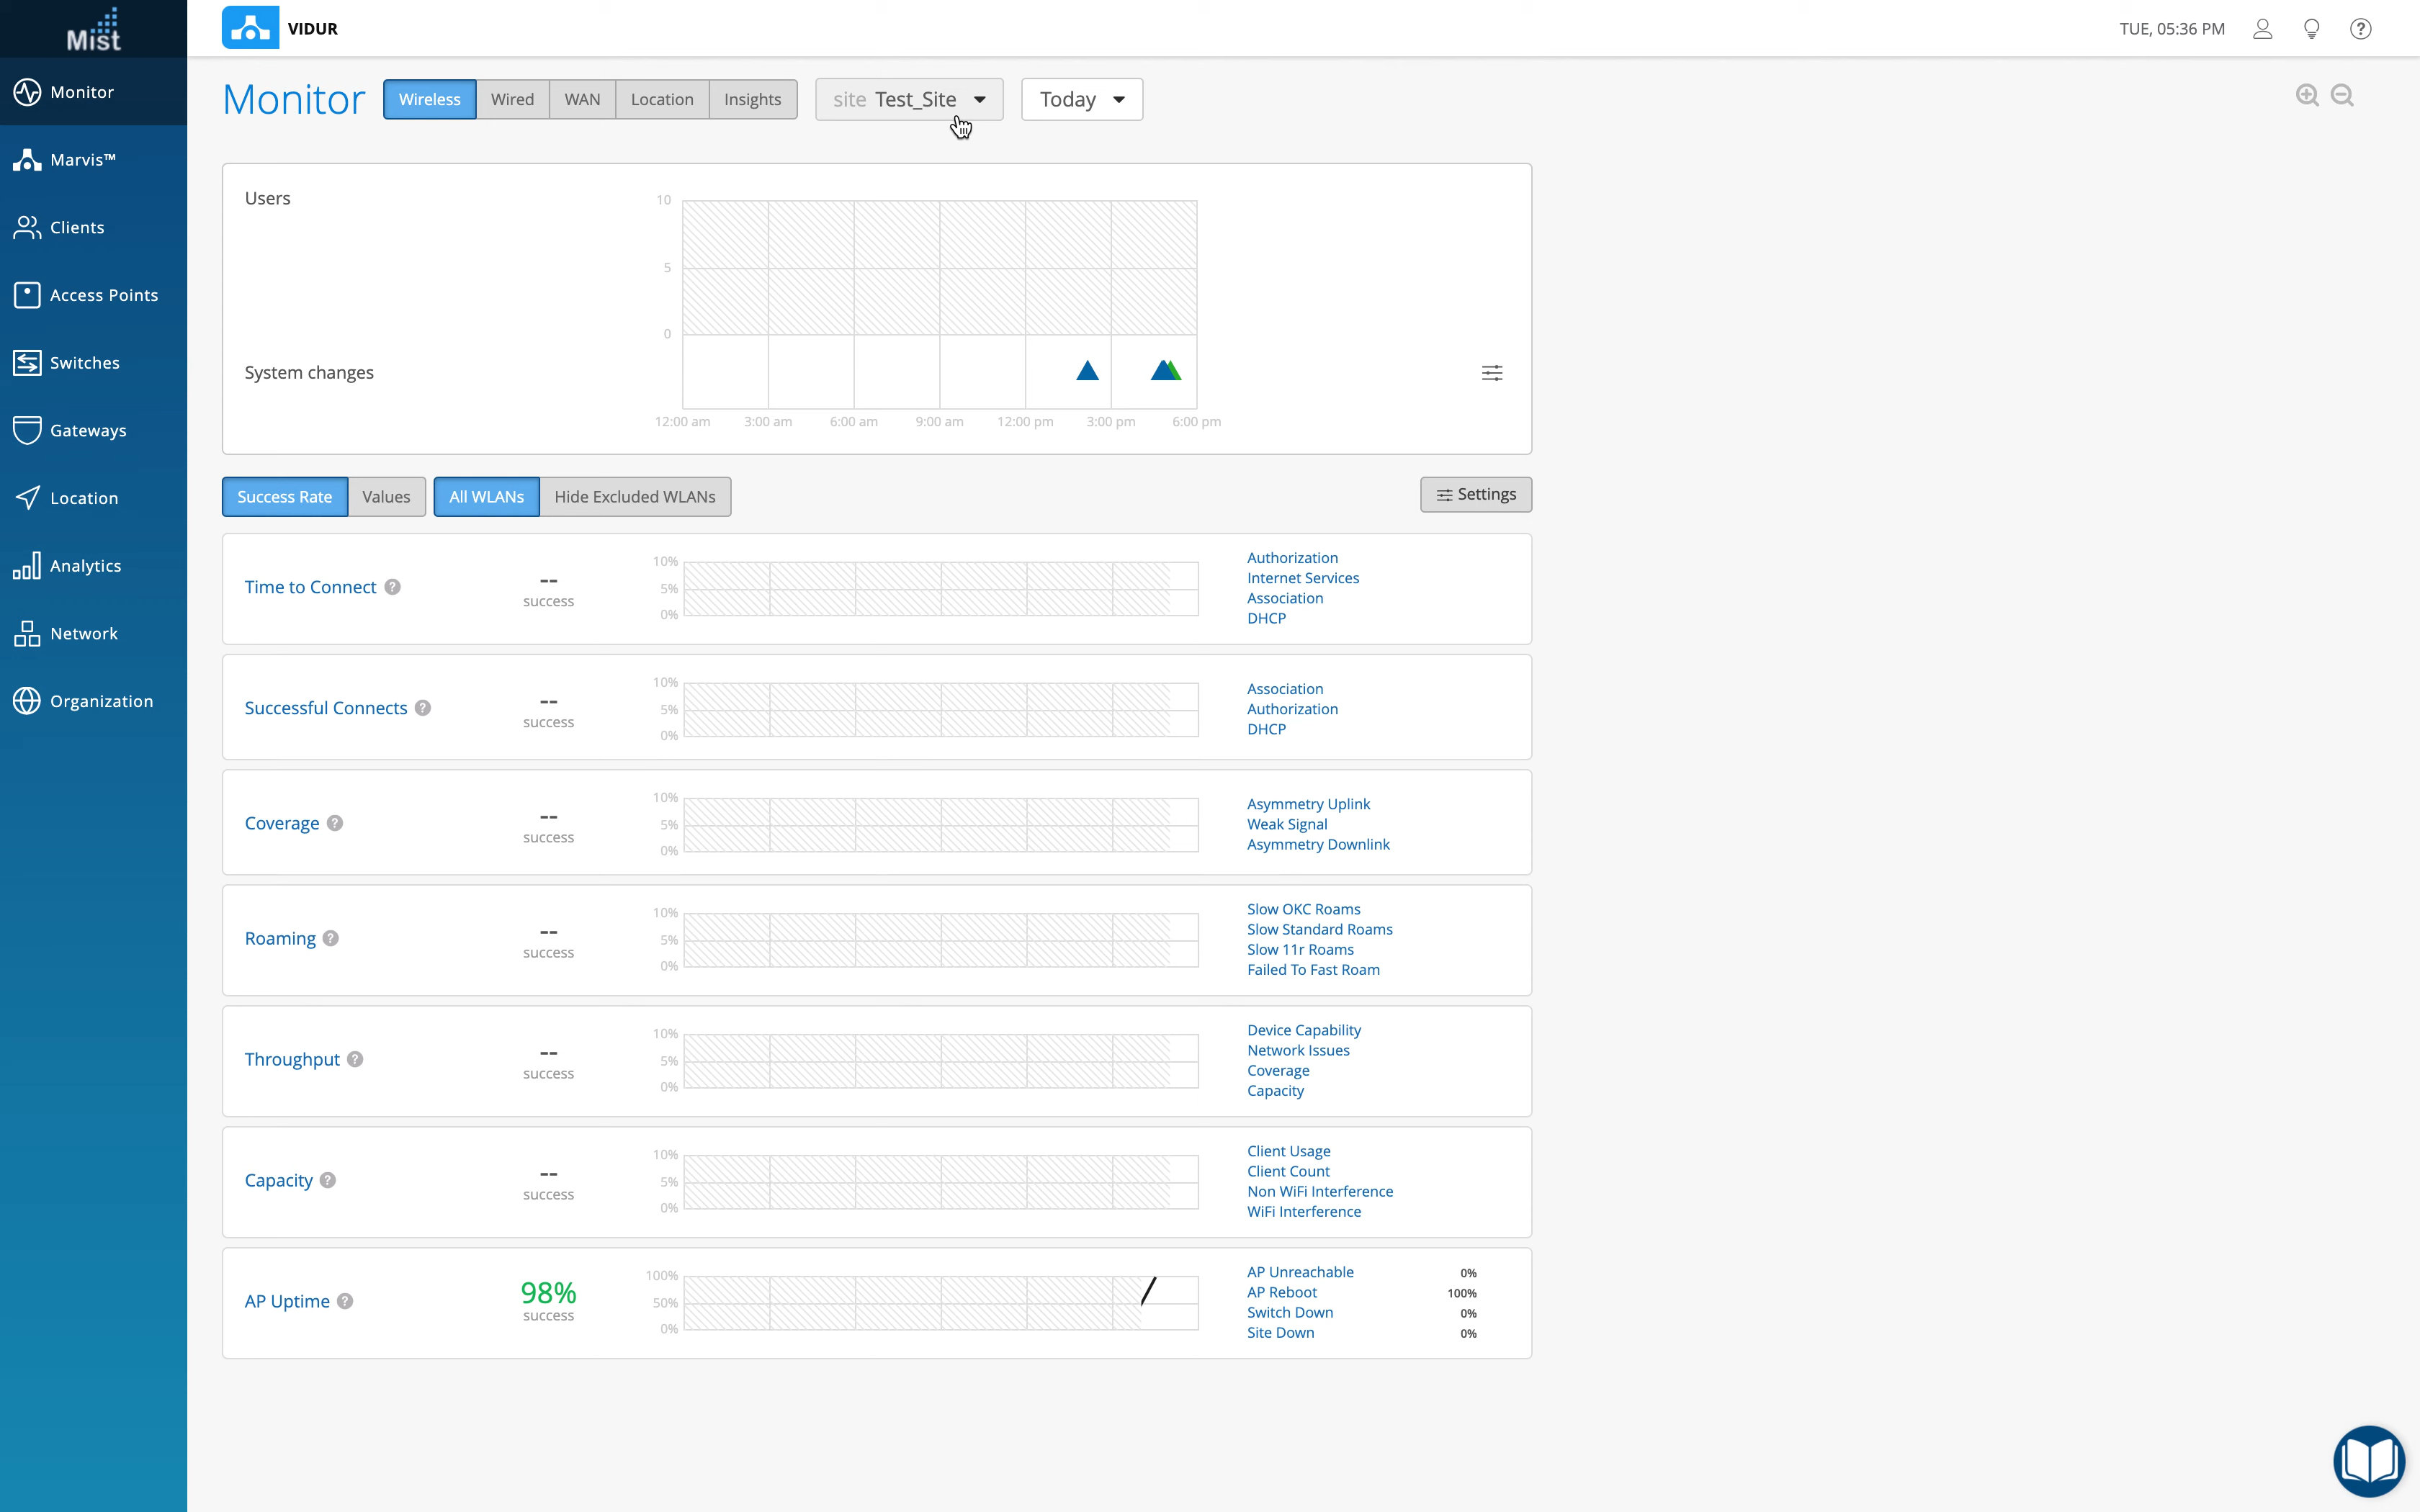 Mist
VIDUR
TUE, 05:36 PM
Monitor
Marvis™
Clients
Access Points
Switches
Gateways
Location
Analytics
Network
Organization
Monitor
Wireless
Wired
WAN
Location
Insights
site Test_Site
Today
Users
10
5
0
System changes
12:00 am
3:00 am
6:00 am
9:00 am
12:00 pm
3:00 pm
6:00 pm
Success Rate
Values
All WLANs
Hide Excluded WLANs
Settings
Time to Connect ?
--
success
10%
5%
0%
Authorization
Internet Services
Association
DHCP
Successful Connects ?
--
success
10%
5%
0%
Association
Authorization
DHCP
Coverage ?
--
success
10%
5%
0%
Asymmetry Uplink
Weak Signal
Asymmetry Downlink
Roaming ?
--
success
10%
5%
0%
Slow OKC Roams
Slow Standard Roams
Slow 11r Roams
Failed To Fast Roam
Throughput ?
--
success
10%
5%
0%
Device Capability
Network Issues
Coverage
Capacity
Capacity ?
--
success
10%
5%
0%
Client Usage
Client Count
Non WiFi Interference
WiFi Interference
AP Uptime ?
98%
success
100%
50%
0%
AP Unreachable 0%
AP Reboot 100%
Switch Down 0%
Site Down 0%